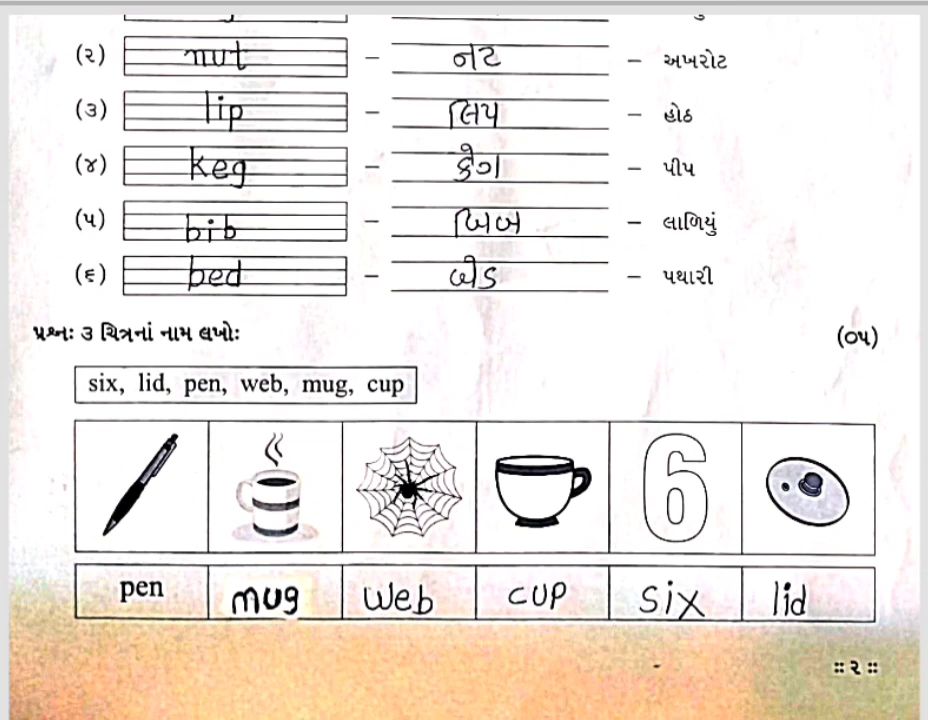 (૨) nut – નટ – અખરોટ
(૩) lip – લિપ – હોઠ
(૪) keg – કેગ – પીપ
(૫) bib – બિબ – લાળિયું
(૬) bed – બેડ – પથારી
પ્રશ્ન: ૩ ચિત્રનાં નામ લખો: (૦૫)
six, lid, pen, web, mug, cup
6
pen mug web cup six lid
:: ૨ ::